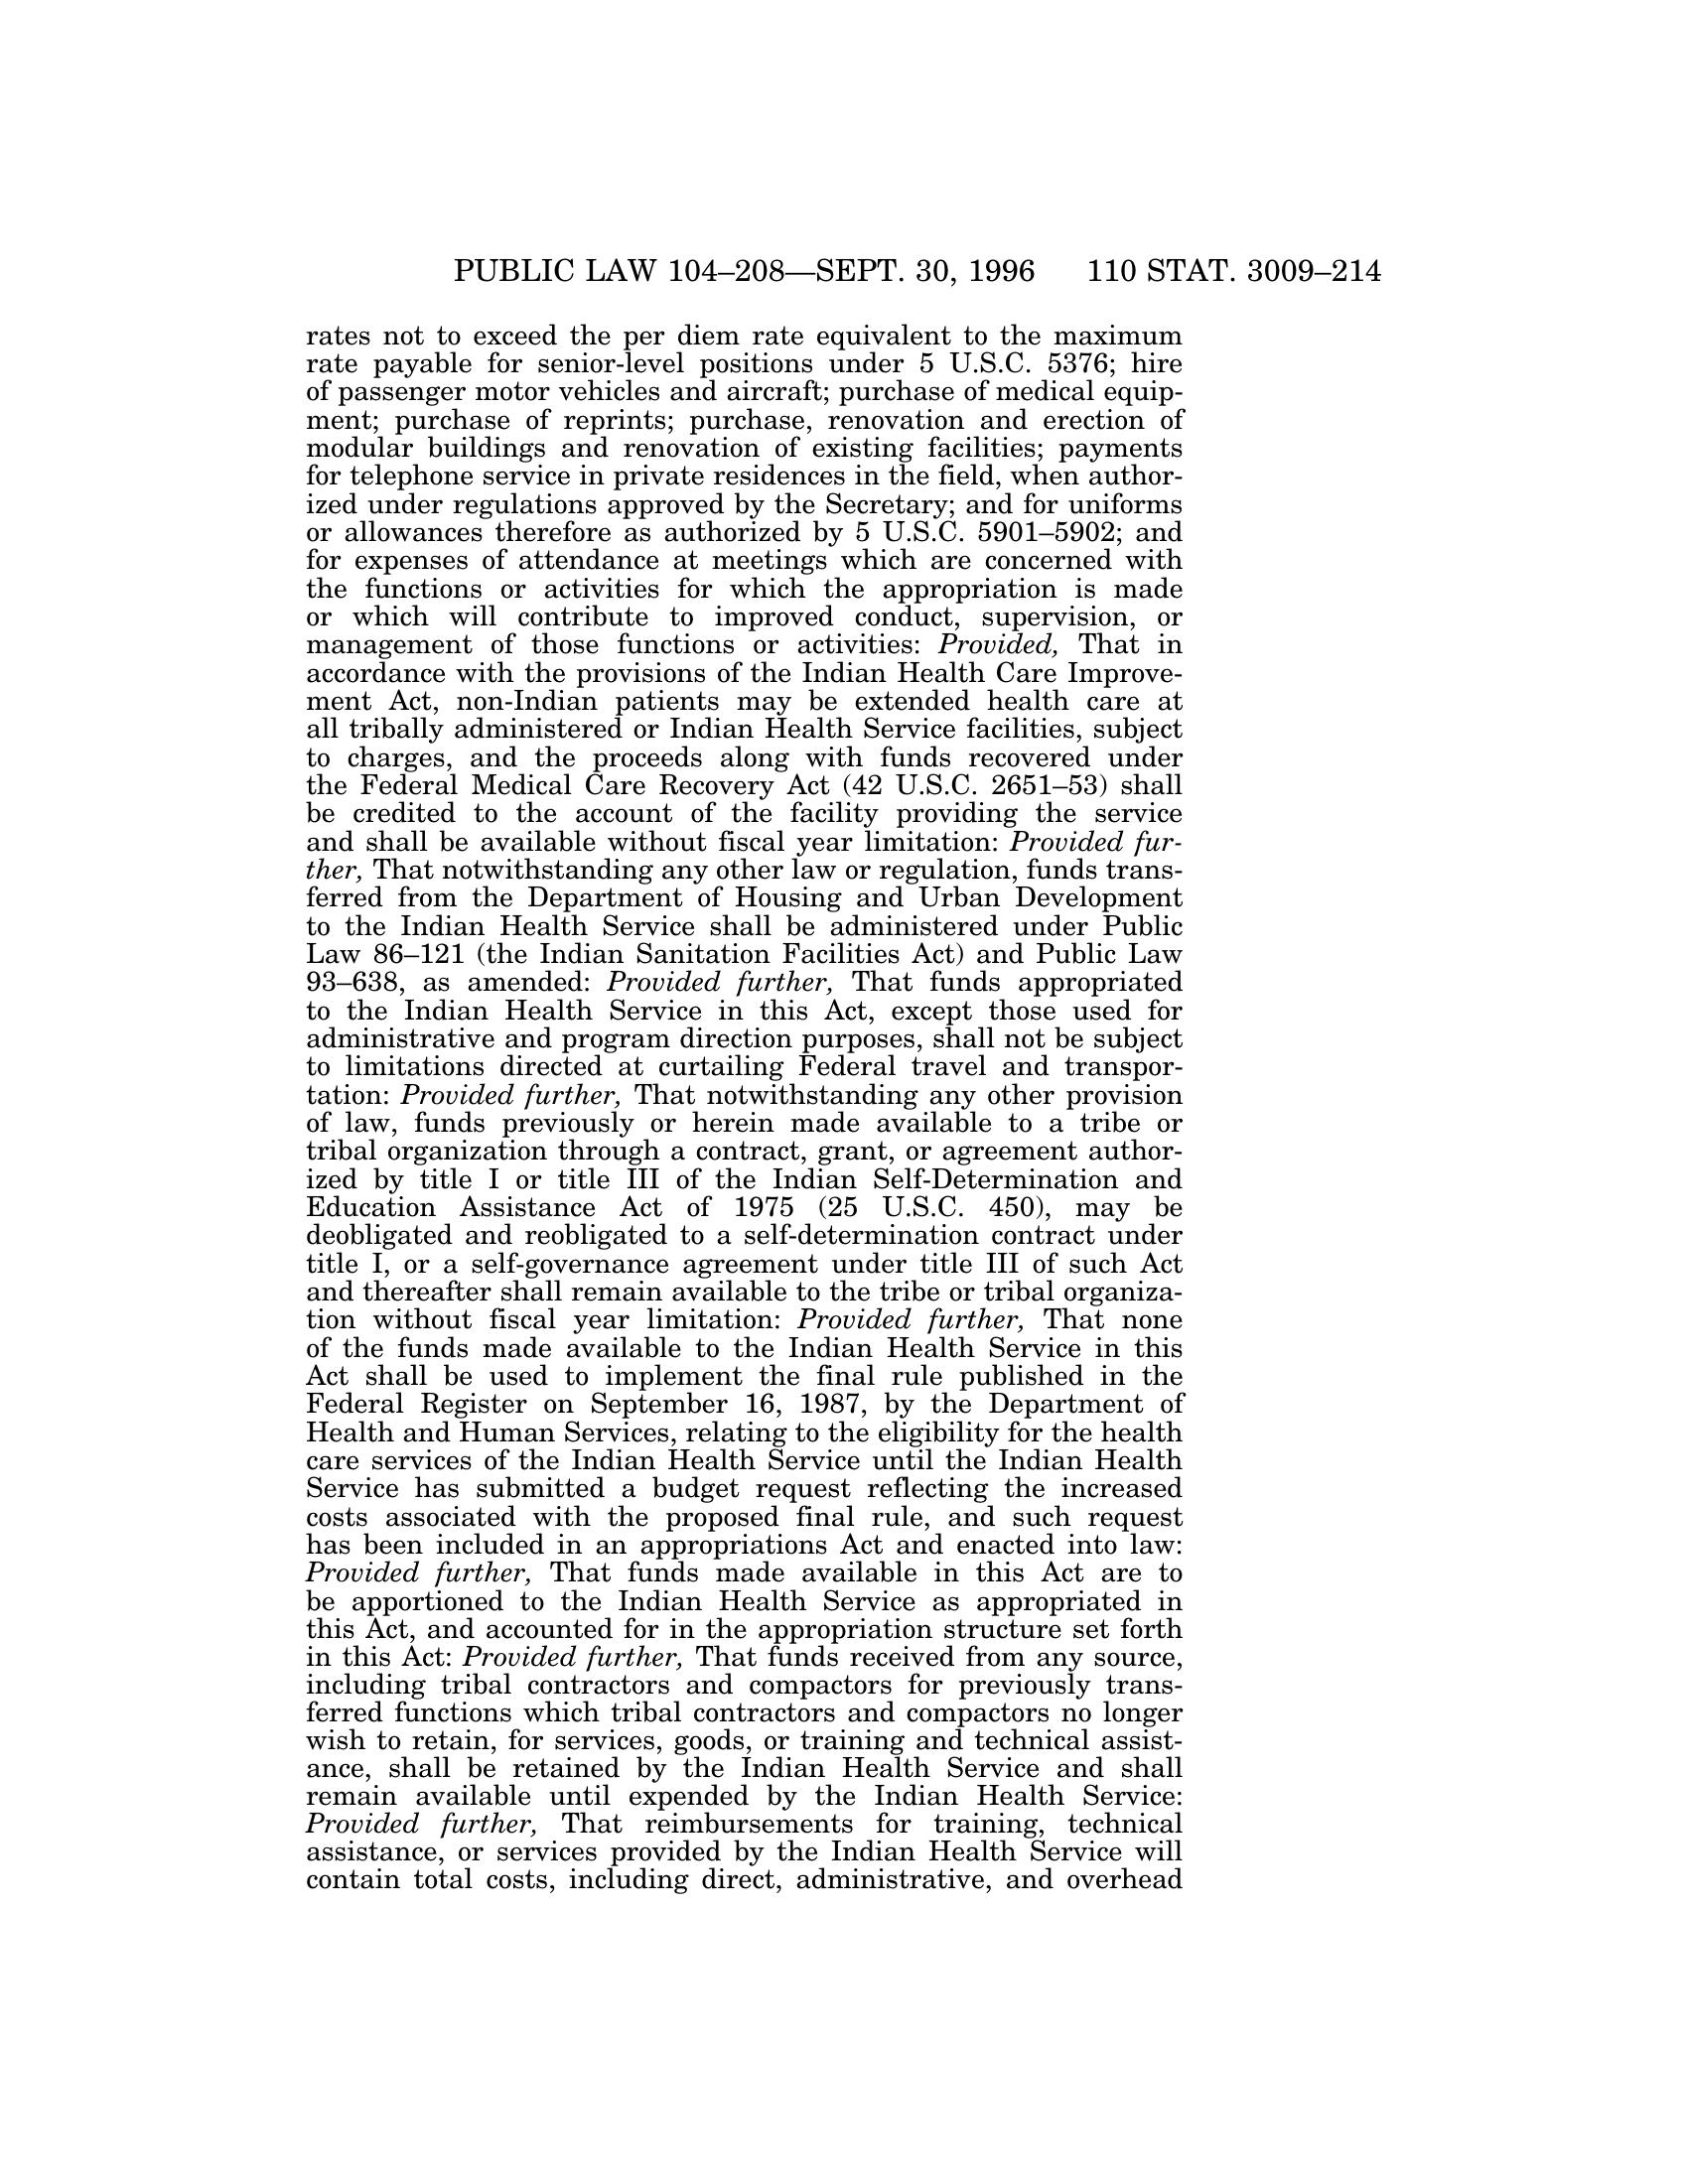 PUBLIC LAW 104–208—SEPT. 30, 1996 110 STAT. 3009–214
rates not to exceed the per diem rate equivalent to the maximum
rate payable for senior-level positions under 5 U.S.C. 5376; hire
of passenger motor vehicles and aircraft; purchase of medical equip-
ment; purchase of reprints; purchase, renovation and erection of
modular buildings and renovation of existing facilities; payments
for telephone service in private residences in the field, when author-
ized under regulations approved by the Secretary; and for uniforms
or allowances therefore as authorized by 5 U.S.C. 5901–5902; and
for expenses of attendance at meetings which are concerned with
the functions or activities for which the appropriation is made
or which will contribute to improved conduct, supervision, or
management of those functions or activities: Provided, That in
accordance with the provisions of the Indian Health Care Improve-
ment Act, non-Indian patients may be extended health care at
all tribally administered or Indian Health Service facilities, subject
to charges, and the proceeds along with funds recovered under
the Federal Medical Care Recovery Act (42 U.S.C. 2651–53) shall
be credited to the account of the facility providing the service
and shall be available without fiscal year limitation: Provided fur-
ther, That notwithstanding any other law or regulation, funds trans-
ferred from the Department of Housing and Urban Development
to the Indian Health Service shall be administered under Public
Law 86–121 (the Indian Sanitation Facilities Act) and Public Law
93–638, as amended: Provided further, That funds appropriated
to the Indian Health Service in this Act, except those used for
administrative and program direction purposes, shall not be subject
to limitations directed at curtailing Federal travel and transpor-
tation: Provided further, That notwithstanding any other provision
of law, funds previously or herein made available to a tribe or
tribal organization through a contract, grant, or agreement author-
ized by title I or title III of the Indian Self-Determination and
Education Assistance Act of 1975 (25 U.S.C. 450), may be
deobligated and reobligated to a self-determination contract under
title I, or a self-governance agreement under title III of such Act
and thereafter shall remain available to the tribe or tribal organiza-
tion without fiscal year limitation: Provided further, That none
of the funds made available to the Indian Health Service in this
Act shall be used to implement the final rule published in the
Federal Register on September 16, 1987, by the Department of
Health and Human Services, relating to the eligibility for the health
care services of the Indian Health Service until the Indian Health
Service has submitted a budget request reflecting the increased
costs associated with the proposed final rule, and such request
has been included in an appropriations Act and enacted into law:
Provided further, That funds made available in this Act are to
be apportioned to the Indian Health Service as appropriated in
this Act, and accounted for in the appropriation structure set forth
in this Act: Provided further, That funds received from any source,
including tribal contractors and compactors for previously trans-
ferred functions which tribal contractors and compactors no longer
wish to retain, for services, goods, or training and technical assist-
ance, shall be retained by the Indian Health Service and shall
remain available until expended by the Indian Health Service:
Provided further, That reimbursements for training, technical
assistance, or services provided by the Indian Health Service will
contain total costs, including direct, administrative, and overhead